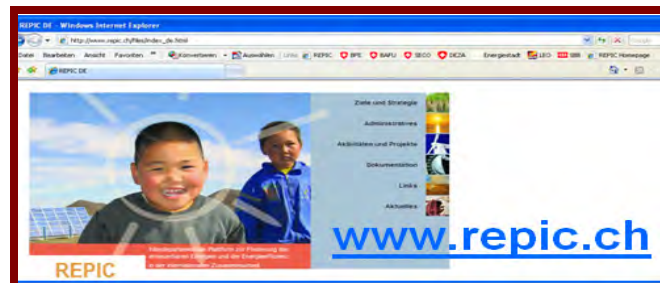 REPIC DE - Windows Internet Explorer
http://www.repic.ch/files/index_de.html
Datei Bearbeiten Ansicht Favoriten Konvertieren Auswählen Links REPIC BFE BAFU SECO DEZA Energiestadt LEO SBB REPIC Homepage
REPIC DE
Ziele und Strategie
Administratives
Aktivitäten und Projekte
Dokumentation
Links
Aktuelles
www.repic.ch
Interdepartementale Plattform zur Förderung der
erneuerbaren Energien und der Energieeffizienz
in der internationalen Zusammenarbeit
REPIC